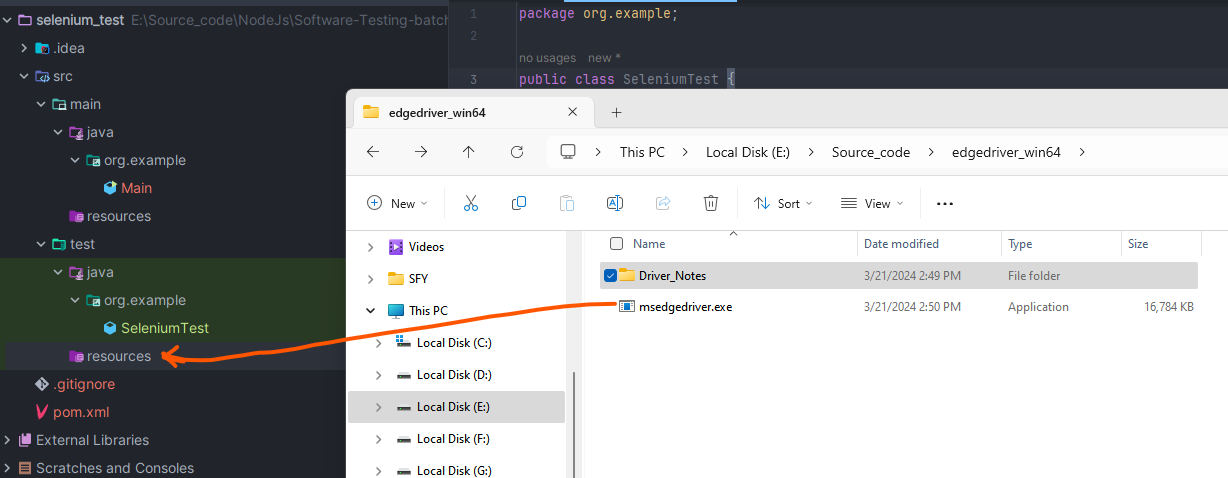 selenium_test E:\Source_code\NodeJs\Software-Testing-batch
.idea
src
main
java
org.example
Main
resources
test
java
org.example
SeleniumTest
resources
.gitignore
pom.xml
External Libraries
Scratches and Consoles
1 package org.example;
2
no usages new *
3 public class SeleniumTest {
edgedriver_win64
This PC > Local Disk (E:) > Source_code > edgedriver_win64 >
New Sort View
Videos
SFY
This PC
Local Disk (C:)
Local Disk (D:)
Local Disk (E:)
Local Disk (F:)
Local Disk (G:)
Name Date modified Type Size
Driver_Notes 3/21/2024 2:49 PM File folder
msedgedriver.exe 3/21/2024 2:50 PM Application 16,784 KB